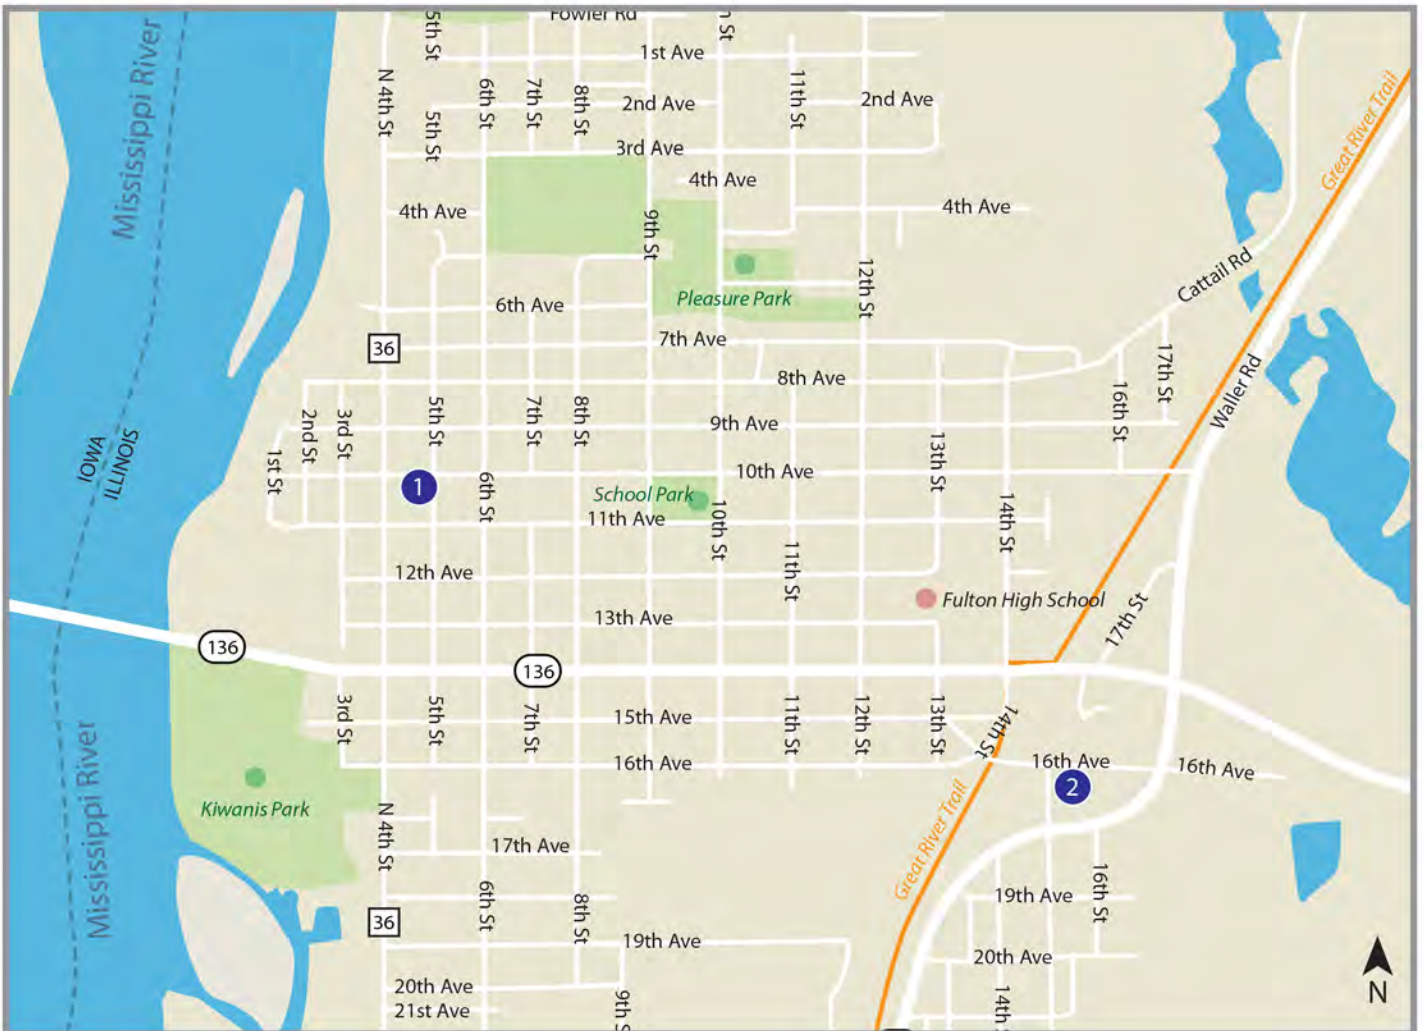 Fowler Rd
5th St
h St
1st Ave
Mississippi River
N 4th St
6th St
7th St
8th St
2nd Ave
11th St
2nd Ave
Great River Trail
5th St
3rd Ave
4th Ave
4th Ave
9th St
4th Ave
Cattail Rd
12th St
Pleasure Park
6th Ave
36
7th Ave
17th St
8th Ave
16th St
Waller Rd
2nd St
3rd St
5th St
7th St
8th St
9th Ave
IOWA
ILLINOIS
1st St
1
6th St
School Park
10th Ave
13th St
11th Ave
10th St
14th St
12th Ave
11th St
Fulton High School
17th St
13th Ave
136
136
3rd St
5th St
7th St
15th Ave
11th St
12th St
13th St
14th St
Mississippi River
16th Ave
16th Ave
16th Ave
2
Kiwanis Park
N 4th St
Great River Trail
17th Ave
6th St
8th St
19th Ave
16th St
36
19th Ave
20th Ave
20th Ave
21st Ave
9th S
14th S
N